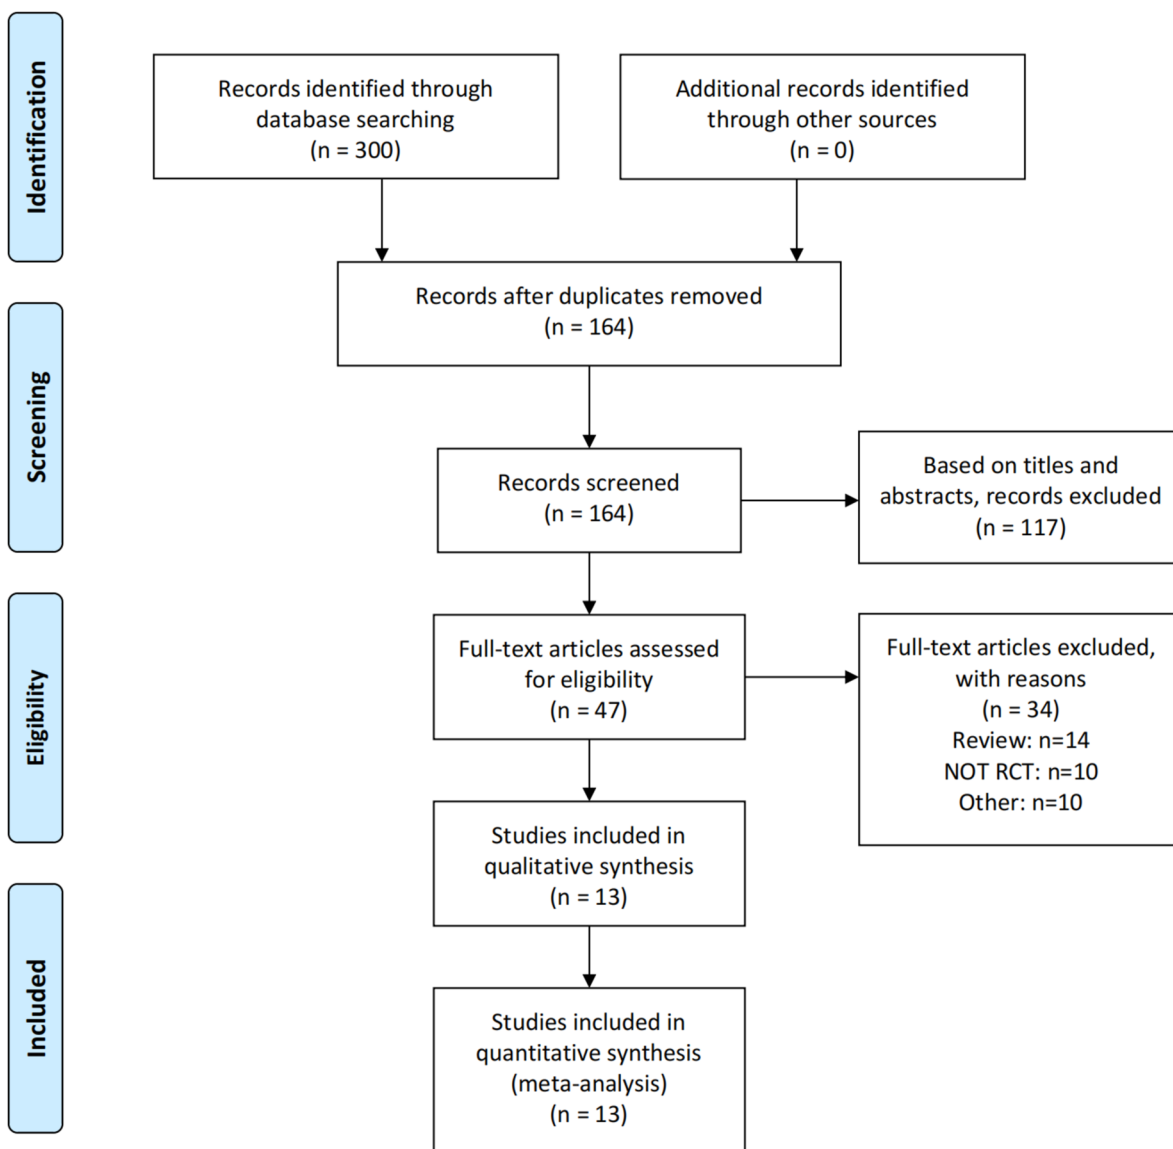 Identification
Records identified through
database searching
(n = 300)
Additional records identified
through other sources
(n = 0)
Records after duplicates removed
(n = 164)
Screening
Records screened
(n = 164)
Based on titles and
abstracts, records excluded
(n = 117)
Eligibility
Full-text articles assessed
for eligibility
(n = 47)
Full-text articles excluded,
with reasons
(n = 34)
Review: n=14
NOT RCT: n=10
Other: n=10
Studies included in
qualitative synthesis
(n = 13)
Included
Studies included in
quantitative synthesis
(meta-analysis)
(n = 13)